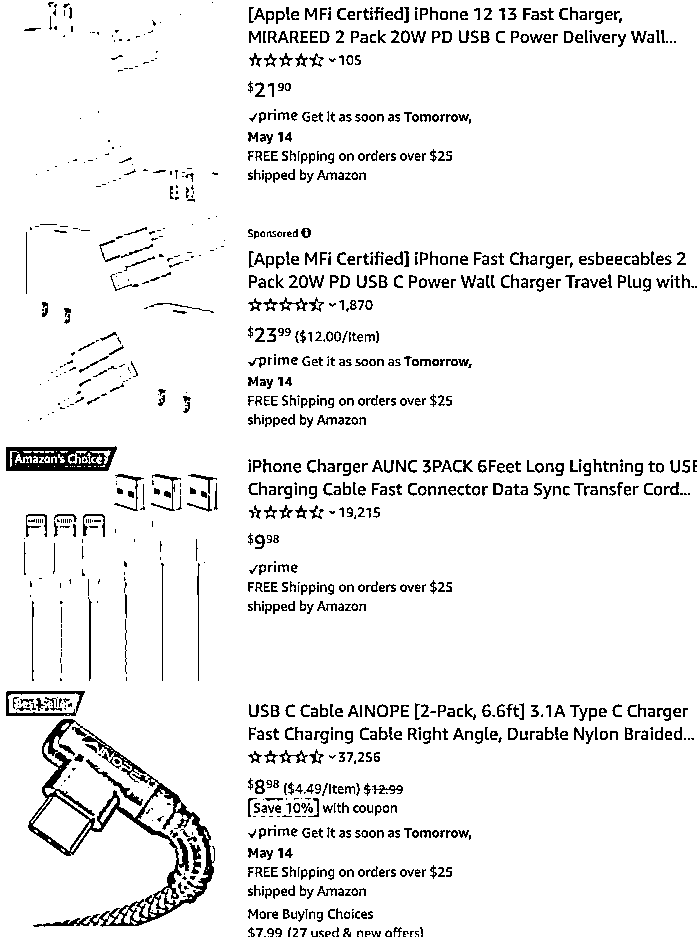 [Apple MFi Certified] iPhone 12 13 Fast Charger,
MIRAREED 2 Pack 20W PD USB C Power Delivery Wall...
105
$21.90
prime Get it as soon as Tomorrow,
May 14
FREE Shipping on orders over $25
shipped by Amazon
Sponsored
[Apple MFi Certified] iPhone Fast Charger, esbeecables 2
Pack 20W PD USB C Power Wall Charger Travel Plug with...
1,870
$23.99 ($12.00/Item)
prime Get it as soon as Tomorrow,
May 14
FREE Shipping on orders over $25
shipped by Amazon
Amazon's Choice
iPhone Charger AUNC 3PACK 6Feet Long Lightning to USB
Charging Cable Fast Connector Data Sync Transfer Cord...
19,215
$9.98
prime
FREE Shipping on orders over $25
shipped by Amazon
Best Seller
USB C Cable AINOPE [2-Pack, 6.6ft] 3.1A Type C Charger
Fast Charging Cable Right Angle, Durable Nylon Braided...
AINOPE
37,256
$8.98 ($4.49/Item) $12.99
Save 10% with coupon
prime Get it as soon as Tomorrow,
May 14
FREE Shipping on orders over $25
shipped by Amazon
More Buying Choices
$7.99 (27 used & new offers)